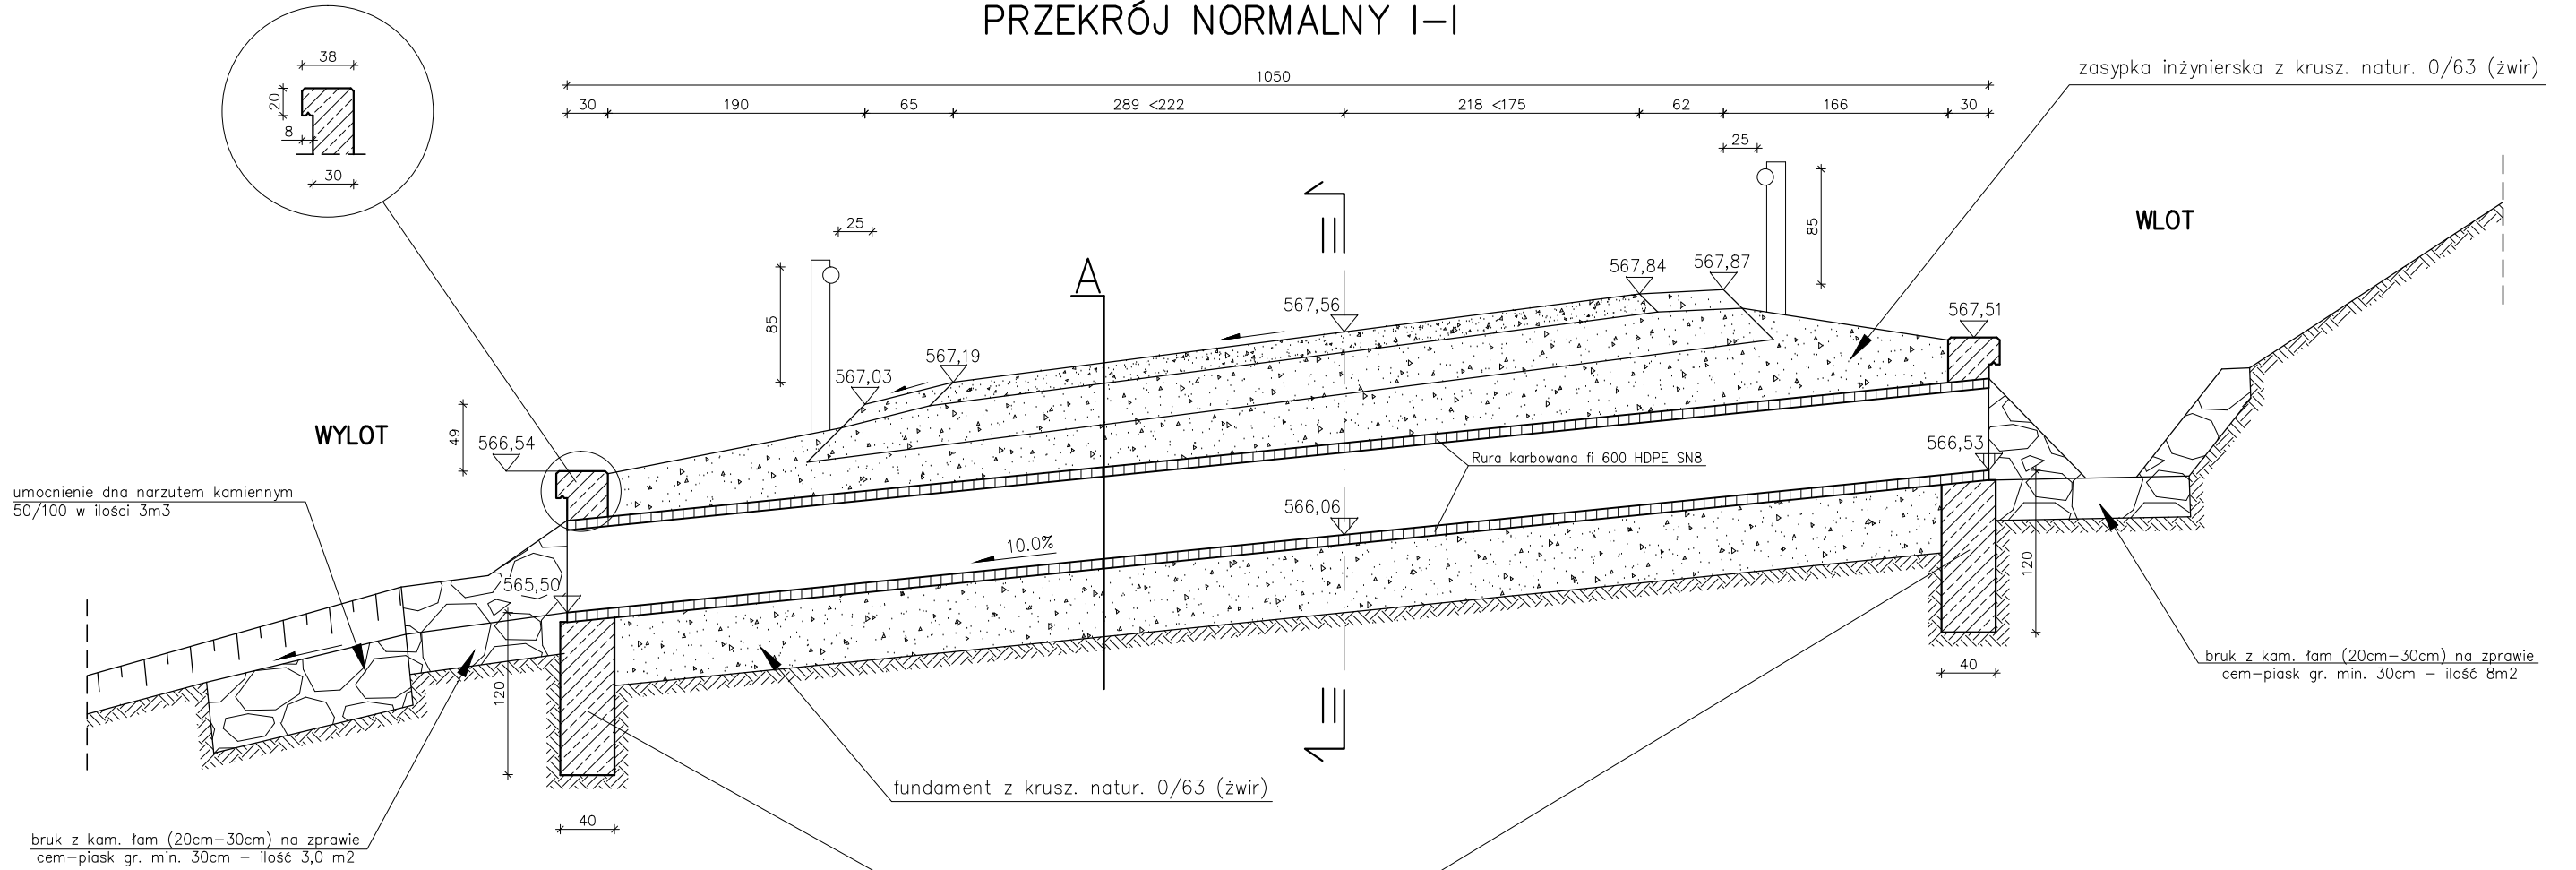 PRZEKRÓJ NORMALNY I–I
38
20
8
30
1050
30
190
65
289 <222
218 <175
62
166
30
zasypka inżynierska z krusz. natur. 0/63 (żwir)
25
85
WLOT
25
85
III
A
567,84
567,87
567,56
567,51
567,19
567,03
WYLOT
49
566,54
566,53
Rura karbowana fi 600 HDPE SN8
umocnienie dna narzutem kamiennym
50/100 w ilości 3m3
566,06
10.0%
565,50
120
120
40
bruk z kam. łam (20cm–30cm) na zprawie
cem–piask gr. min. 30cm – ilość 8m2
III
fundament z krusz. natur. 0/63 (żwir)
40
bruk z kam. łam (20cm–30cm) na zprawie
cem–piask gr. min. 30cm – ilość 3,0 m2